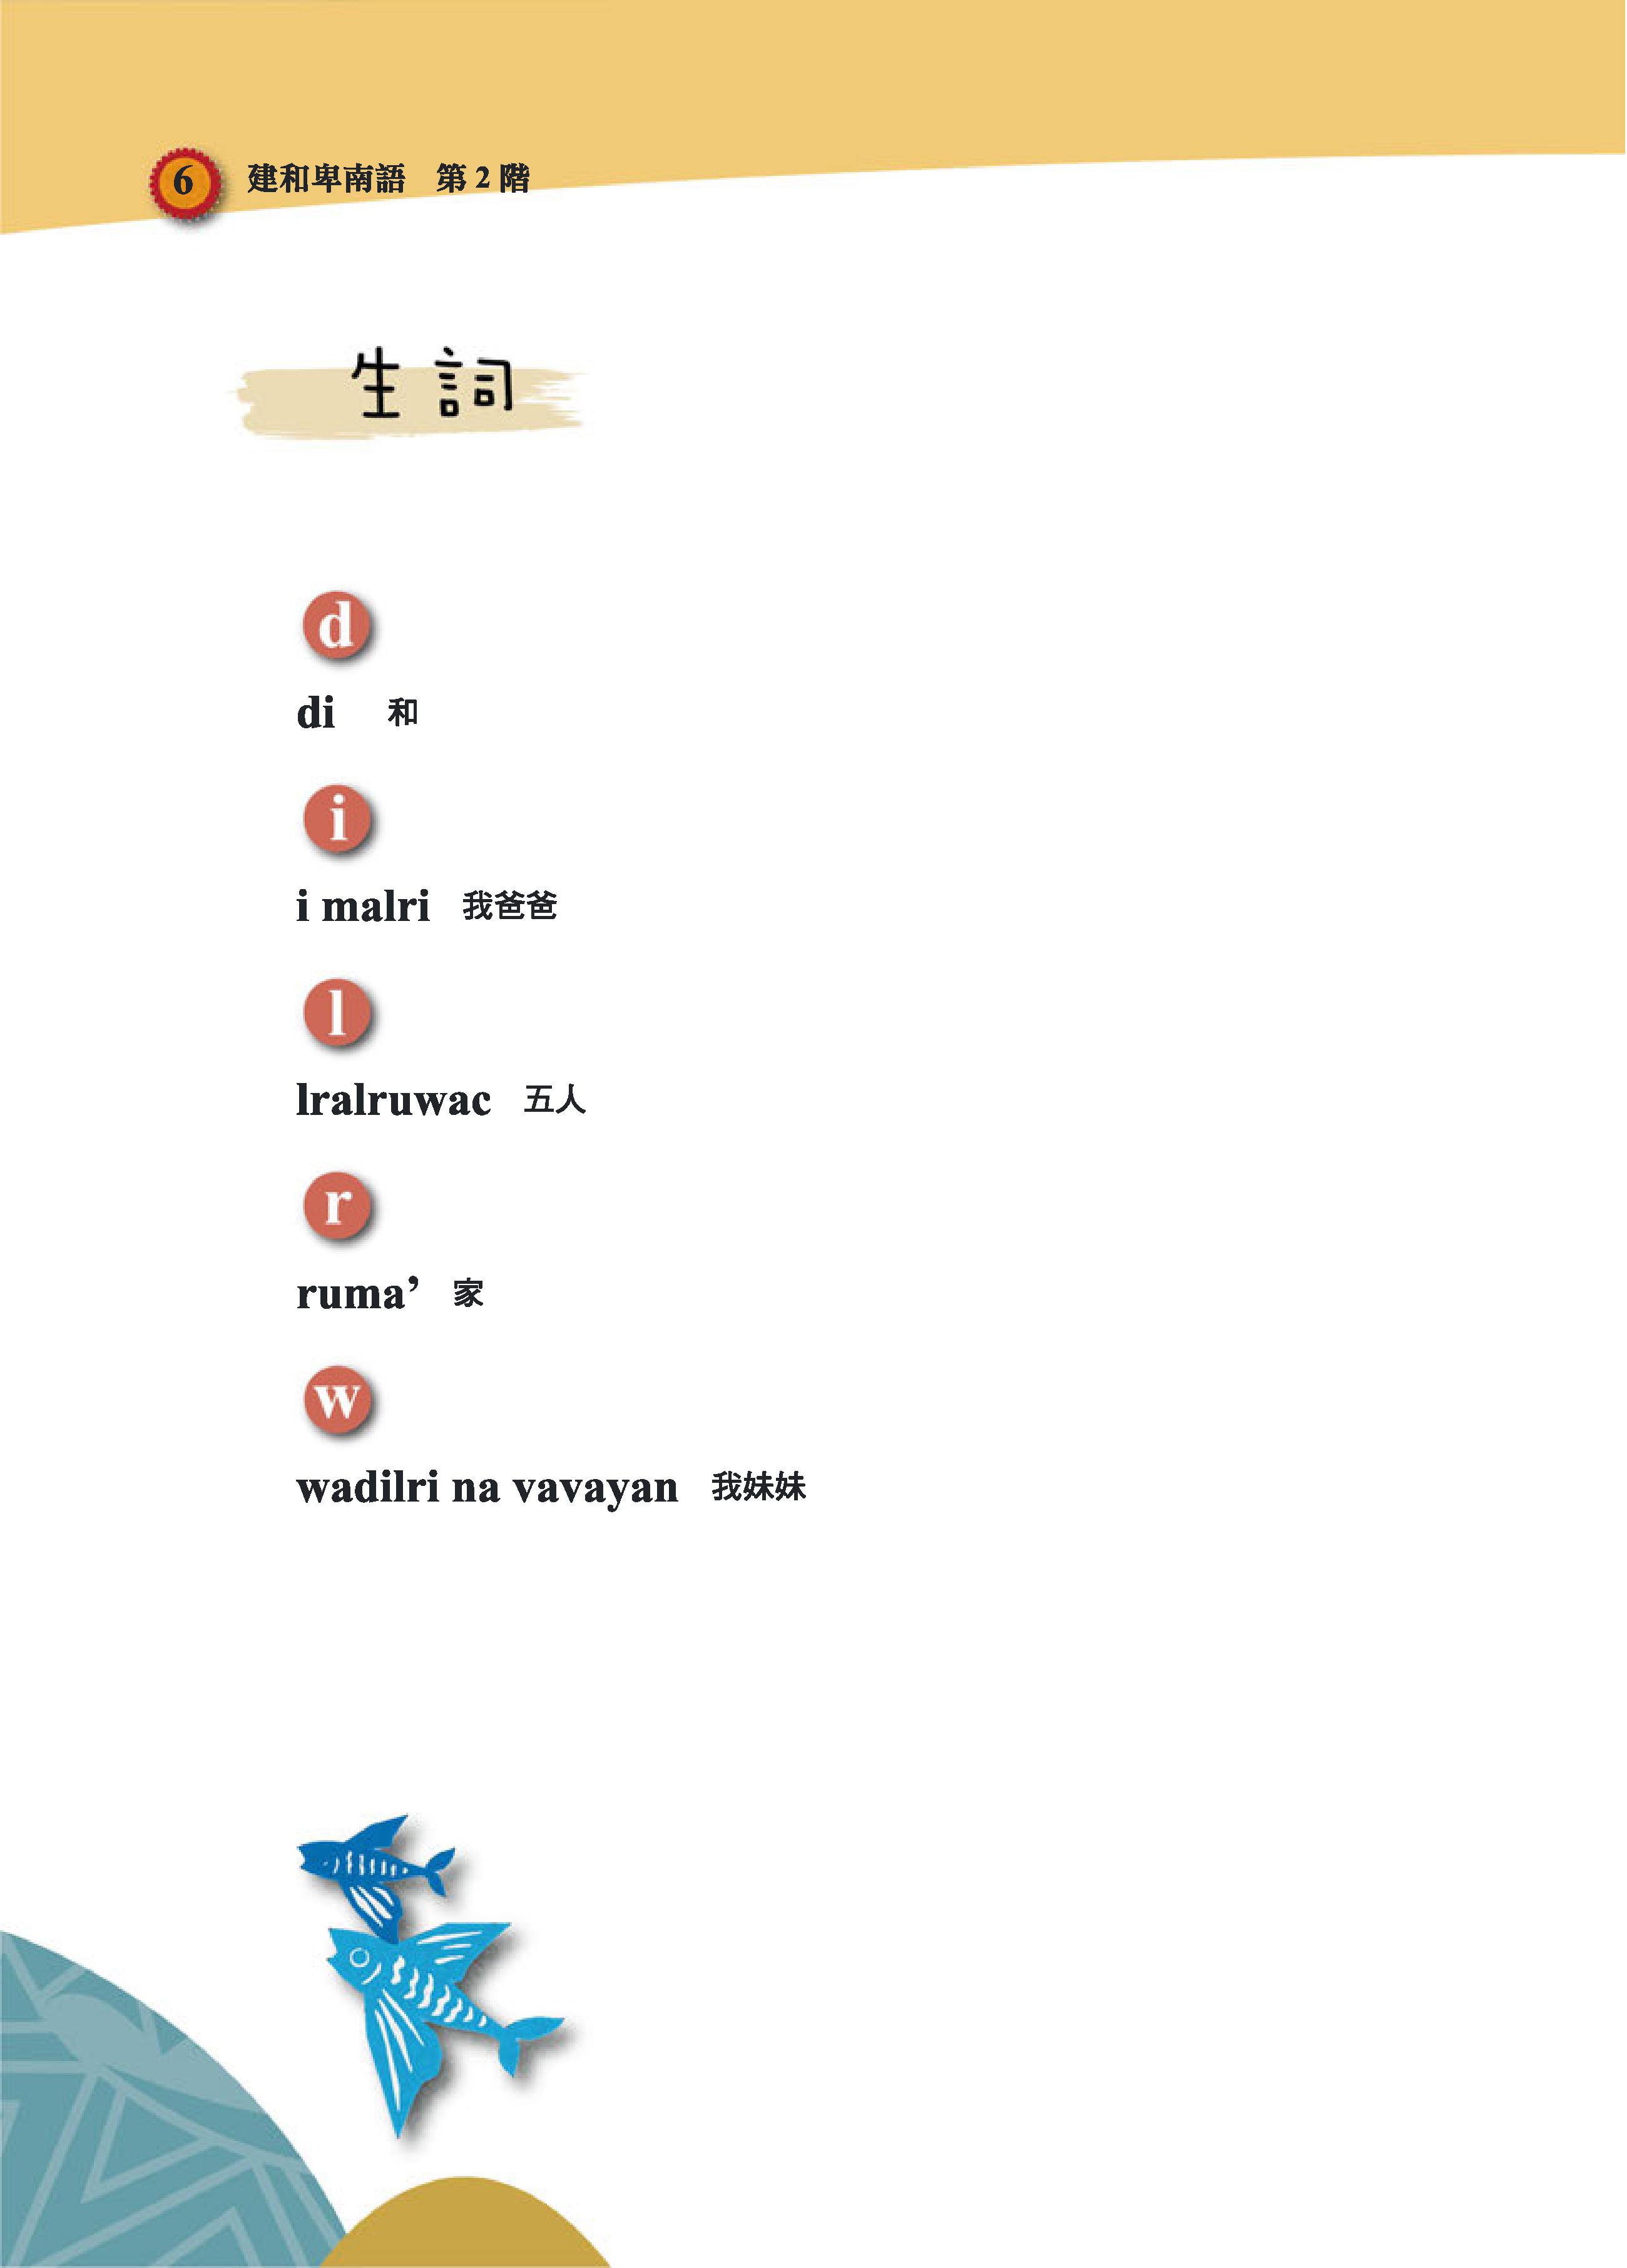 6 建和卑南語 第2階
生詞
d
di 和
i
i malri 我爸爸
l
lralruwac 五人
r
ruma’ 家
w
wadilri na vavayan 我妹妹